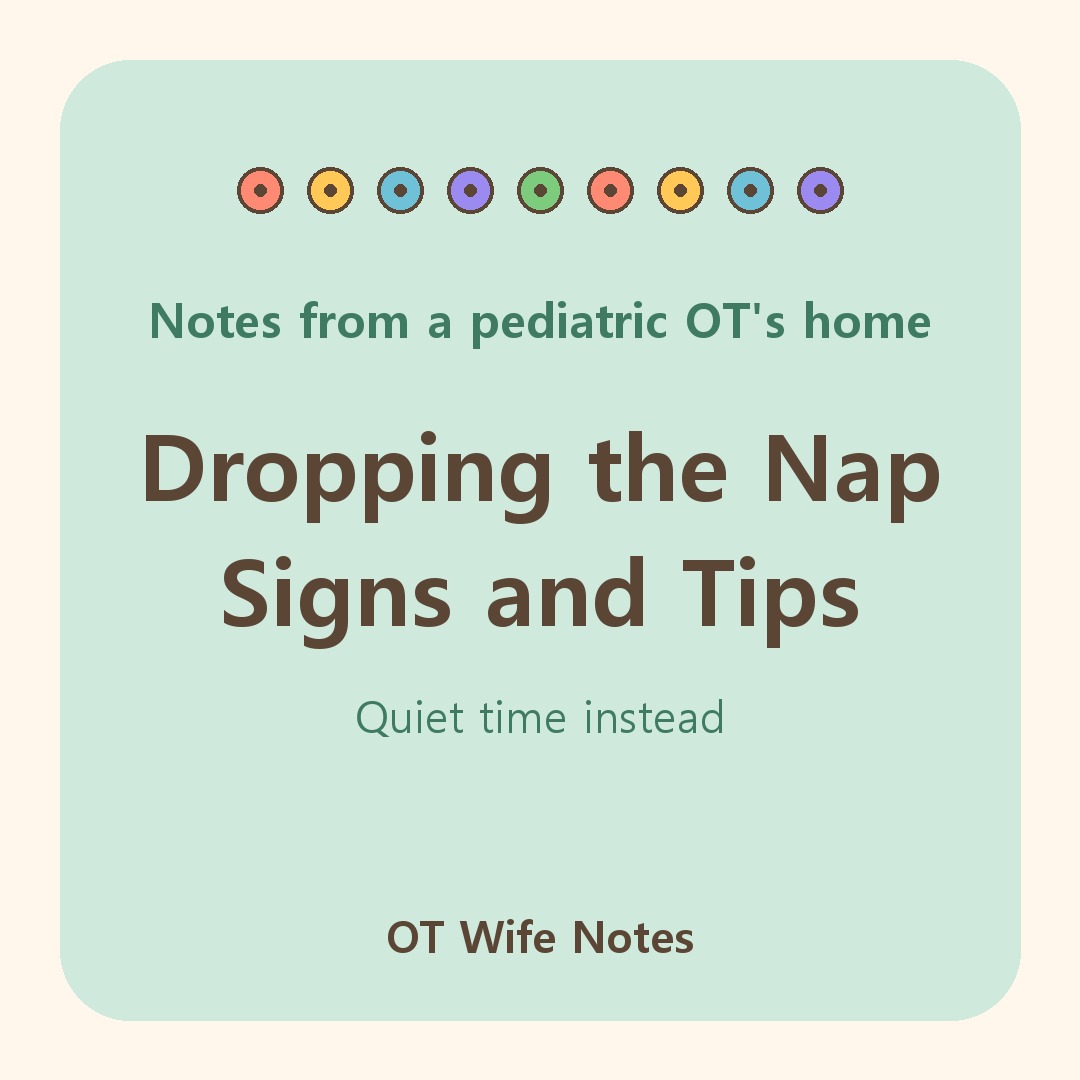 Notes from a pediatric OT's home
Dropping the Nap
Signs and Tips
Quiet time instead
OT Wife Notes